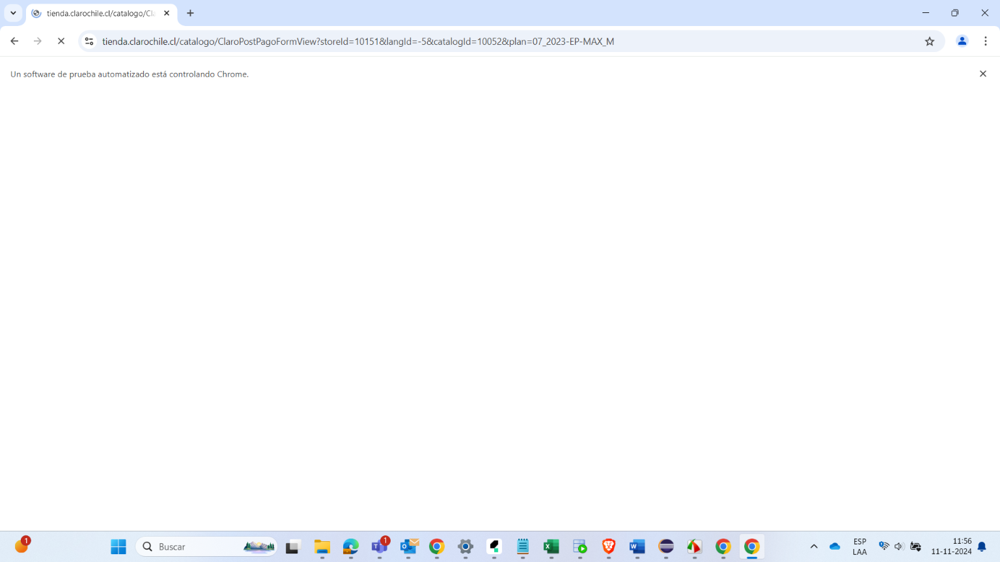 tienda.clarochile.cl/catalogo/Cla
tienda.clarochile.cl/catalogo/ClaroPostPagoFormView?storeId=10151&langId=-5&catalogId=10052&plan=07_2023-EP-MAX_M
Un software de prueba automatizado está controlando Chrome.
1
Buscar
1
ESP
LAA
11:56
11-11-2024